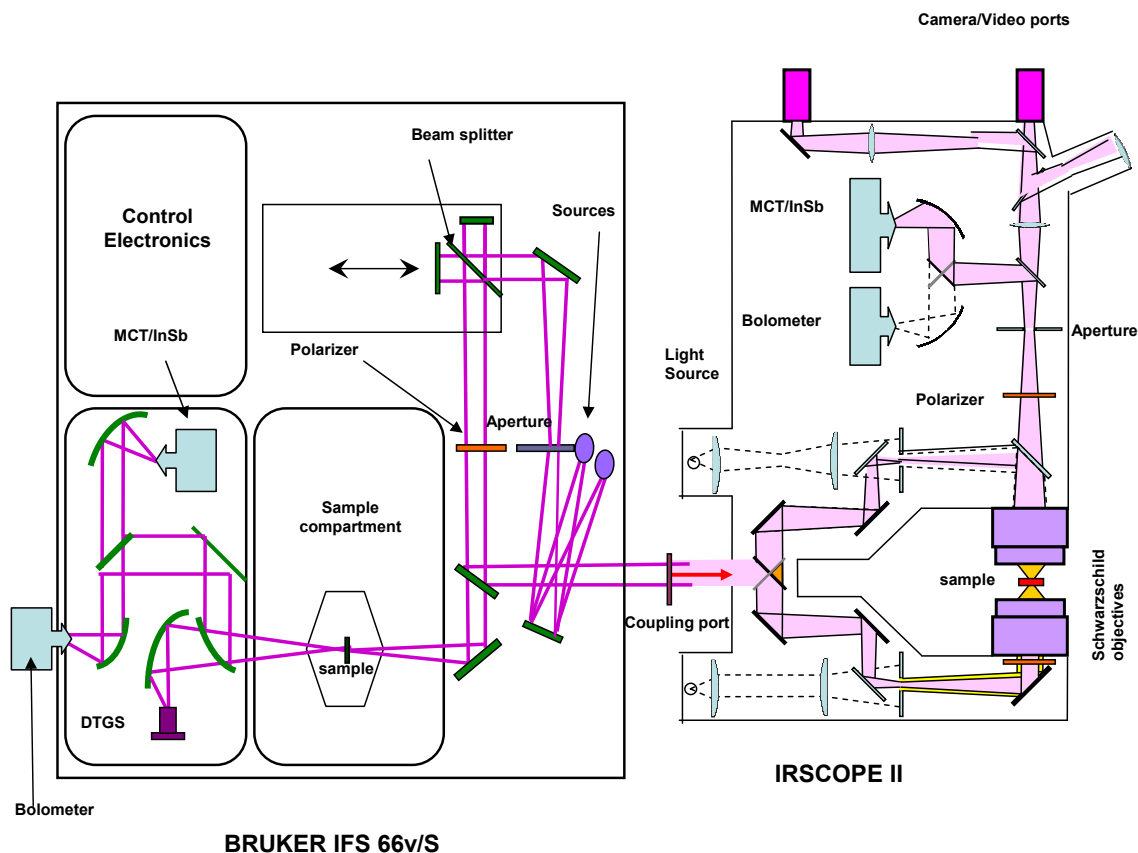 Camera/Video ports
Beam splitter
Sources
Control
Electronics
MCT/InSb
MCT/InSb
Bolometer
Aperture
Light
Source
Polarizer
Polarizer
Aperture
Sample
compartment
sample
Coupling port
Schwarzschild
objectives
sample
DTGS
Bolometer
IRSCOPE II
BRUKER IFS 66v/S